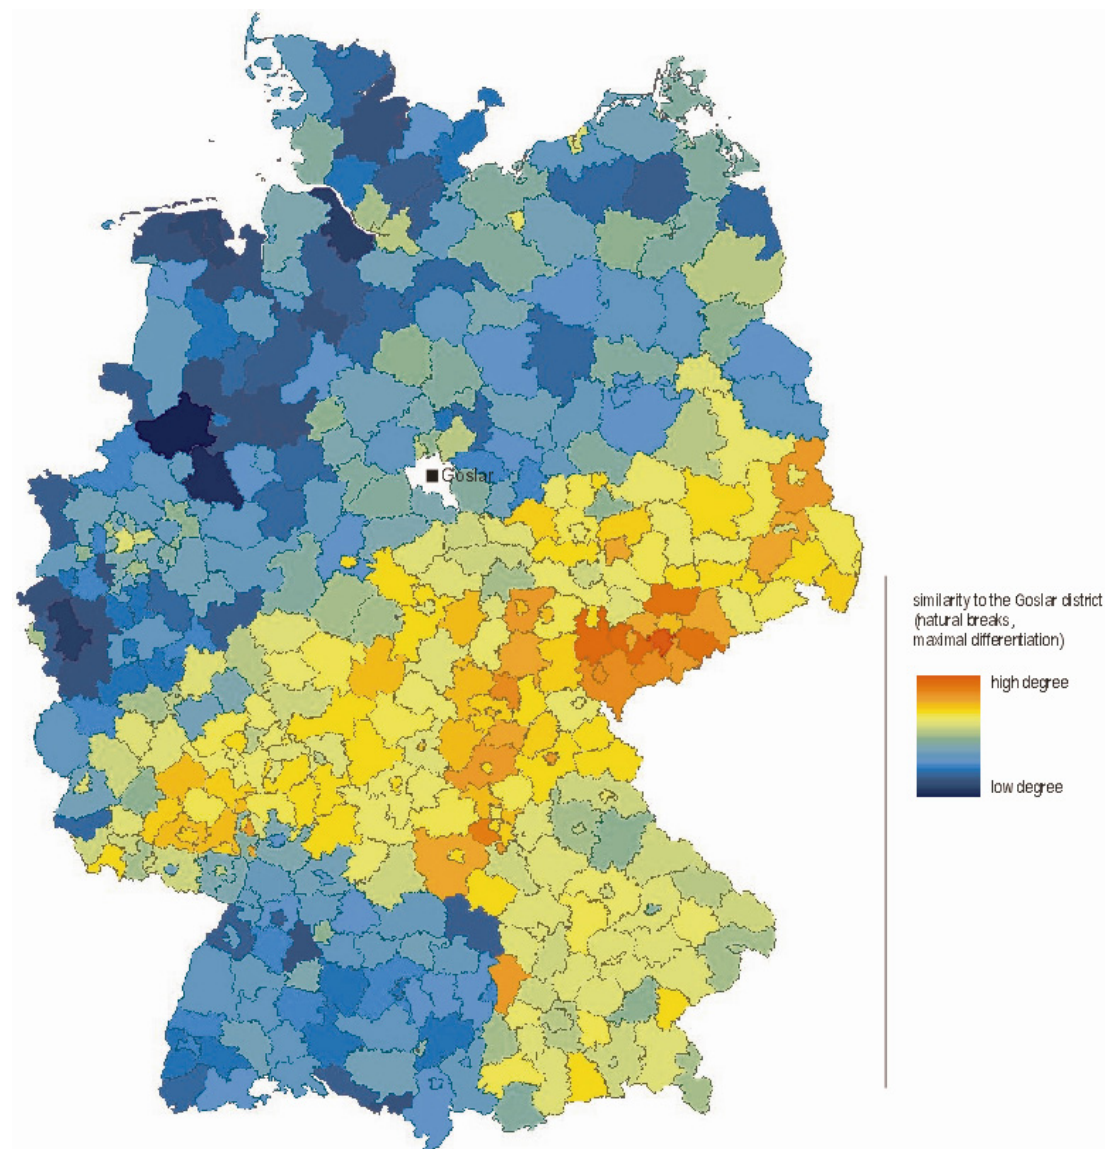 Goslar
similarity to the Goslar district
(natural breaks,
maximal differentiation)
high degree
low degree